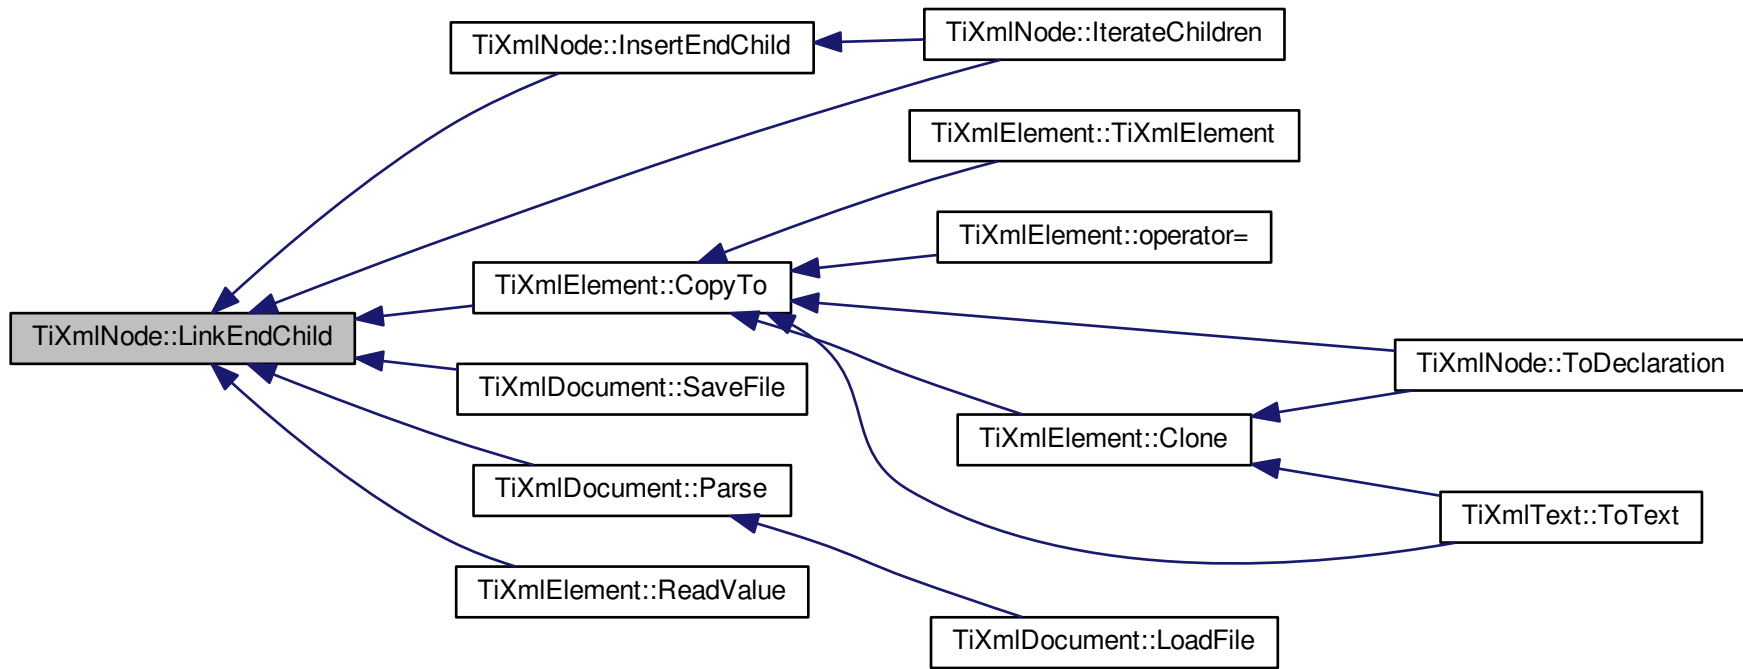 TiXmlNode::InsertEndChild
TiXmlNode::IterateChildren
TiXmlElement::TiXmlElement
TiXmlElement::operator=
TiXmlElement::CopyTo
TiXmlNode::LinkEndChild
TiXmlNode::ToDeclaration
TiXmlDocument::SaveFile
TiXmlElement::Clone
TiXmlDocument::Parse
TiXmlText::ToText
TiXmlElement::ReadValue
TiXmlDocument::LoadFile